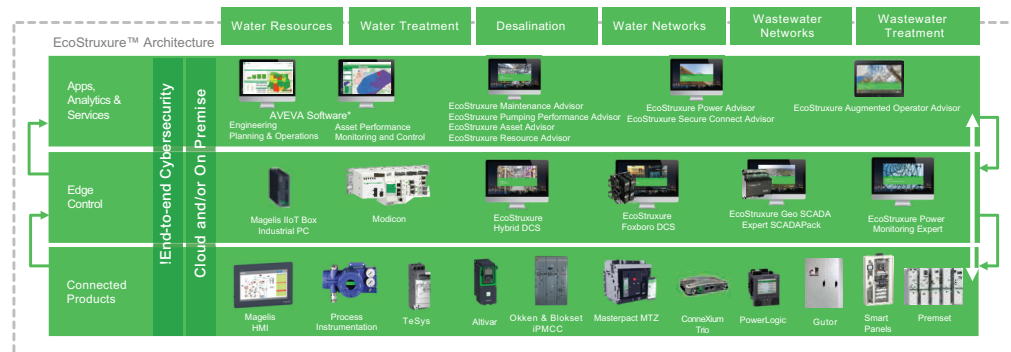 Water Resources
Water Treatment
Desalination
Water Networks
Wastewater
Networks
Wastewater
Treatment
EcoStruxure™ Architecture
Apps,
Analytics &
Services
!End-to-end Cybersecurity
Cloud and/or On Premise
AVEVA Software*
Engineering
Planning & Operations
Asset Performance
Monitoring and Control
EcoStruxure Maintenance Advisor
EcoStruxure Pumping Performance Advisor
EcoStruxure Asset Advisor
EcoStruxure Resource Advisor
EcoStruxure Power Advisor
EcoStruxure Secure Connect Advisor
EcoStruxure Augmented Operator Advisor
Edge
Control
Magelis IIoT Box
Industrial PC
Modicon
EcoStruxure
Hybrid DCS
EcoStruxure
Foxboro DCS
EcoStruxure Geo SCADA
Expert SCADAPack
EcoStruxure Power
Monitoring Expert
Connected
Products
Magelis
HMI
Process
Instrumentation
TeSys
Altivar
Okken & Blokset
iPMCC
Masterpact MTZ
ConneXium
Trio
PowerLogic
Gutor
Smart
Panels
Premset